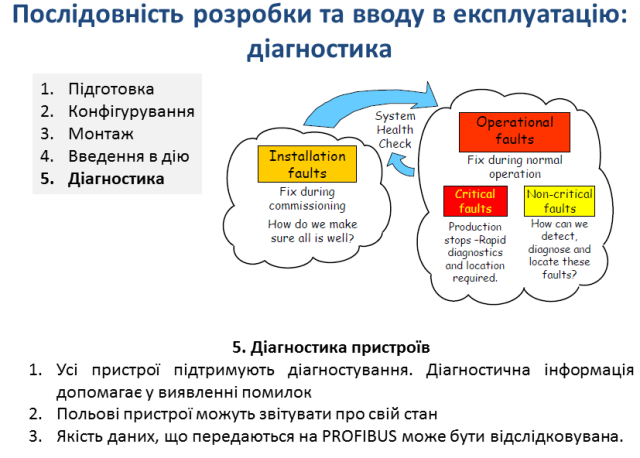 Послідовність розробки та вводу в експлуатацію:
діагностика
1. Підготовка
2. Конфігурування
3. Монтаж
4. Введення в дію
5. Діагностика
System
Health
Check
Installation
faults
Fix during
commissioning
How do we make
sure all is well?
Operational
faults
Fix during normal
operation
Critical
faults
Production
stops –Rapid
diagnostics
and location
required.
Non-critical
faults
How can we
detect,
diagnose and
locate these
faults?
5. Діагностика пристроїв
1. Усі пристрої підтримують діагностування. Діагностична інформація
допомагає у виявленні помилок
2. Польові пристрої можуть звітувати про свій стан
3. Якість даних, що передаються на PROFIBUS може бути відслідковувана.